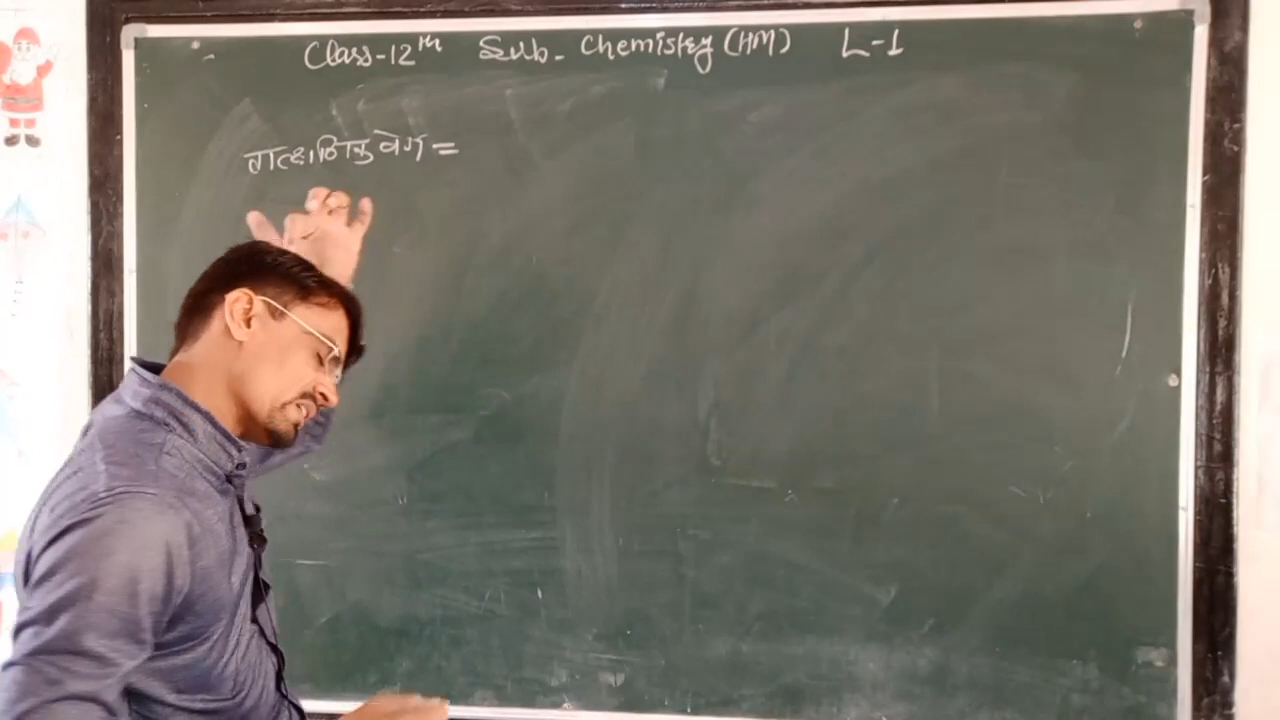 Class-12th Sub- Chemistry (HM) L-1
तात्क्षणिक वेग =